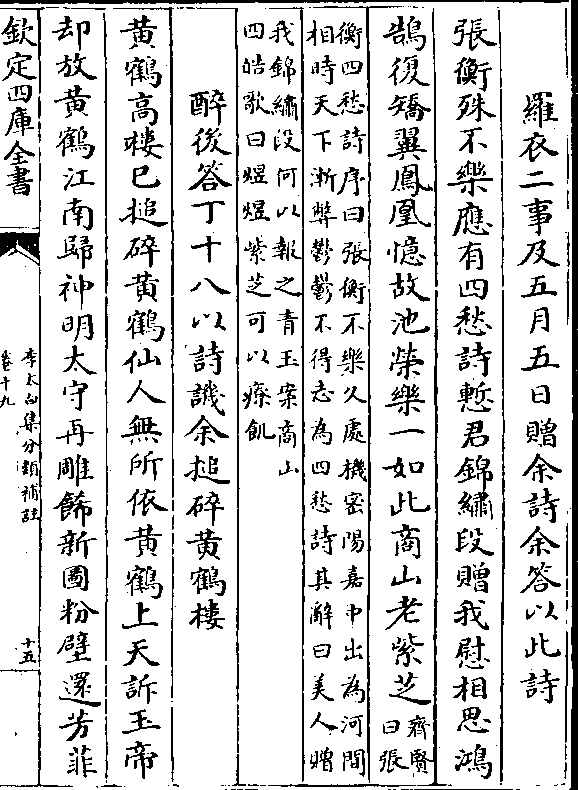 羅衣二事及五月五日贈余詩余答以此詩
張衡殊不樂應有四愁詩慙君錦繡段贈我慰相思鴻
鵠復矯翼鳳凰憶故池榮樂一如此商山老紫芝齊賢曰張
衡四愁詩序曰張衡不樂久處機密陽嘉中出為河間
相時天下漸弊鬱鬱不得志為四愁詩其辭曰美人贈
我錦繡段何以報之青玉案商山
四皓歌曰煜煜紫芝可以療飢
醉後答丁十八以詩譏余搥碎黃鶴樓
黃鶴高樓已搥碎黃鶴仙人無所依黃鶴上天訴玉帝
却放黃鶴江南歸神明太守再雕飾新圖粉壁還芳菲
欽定四庫全書
李太白集分類補註
卷十九
十五